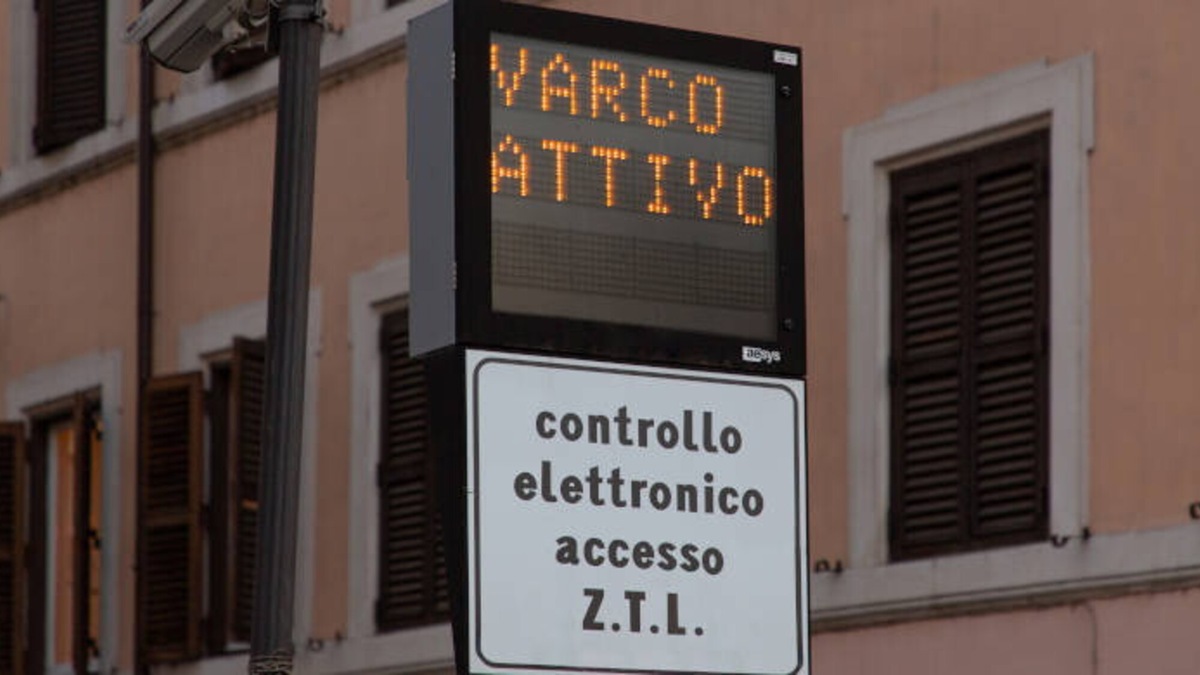 VARCO
ATTIVO
aesys
controllo
elettronico
accesso
Z.T.L.